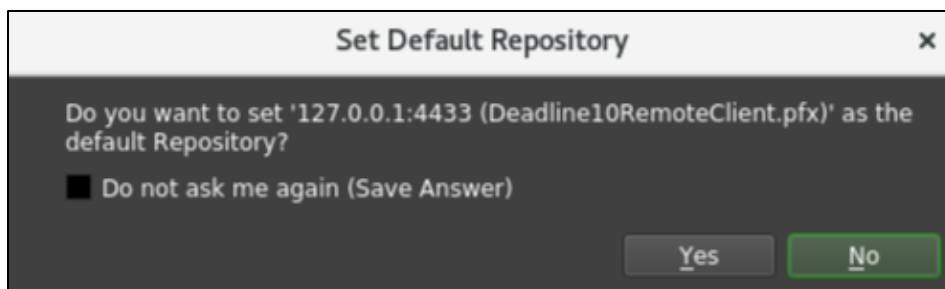 Set Default Repository
Do you want to set '127.0.0.1:4433 (Deadline10RemoteClient.pfx)' as the
default Repository?
Do not ask me again (Save Answer)
Yes
No